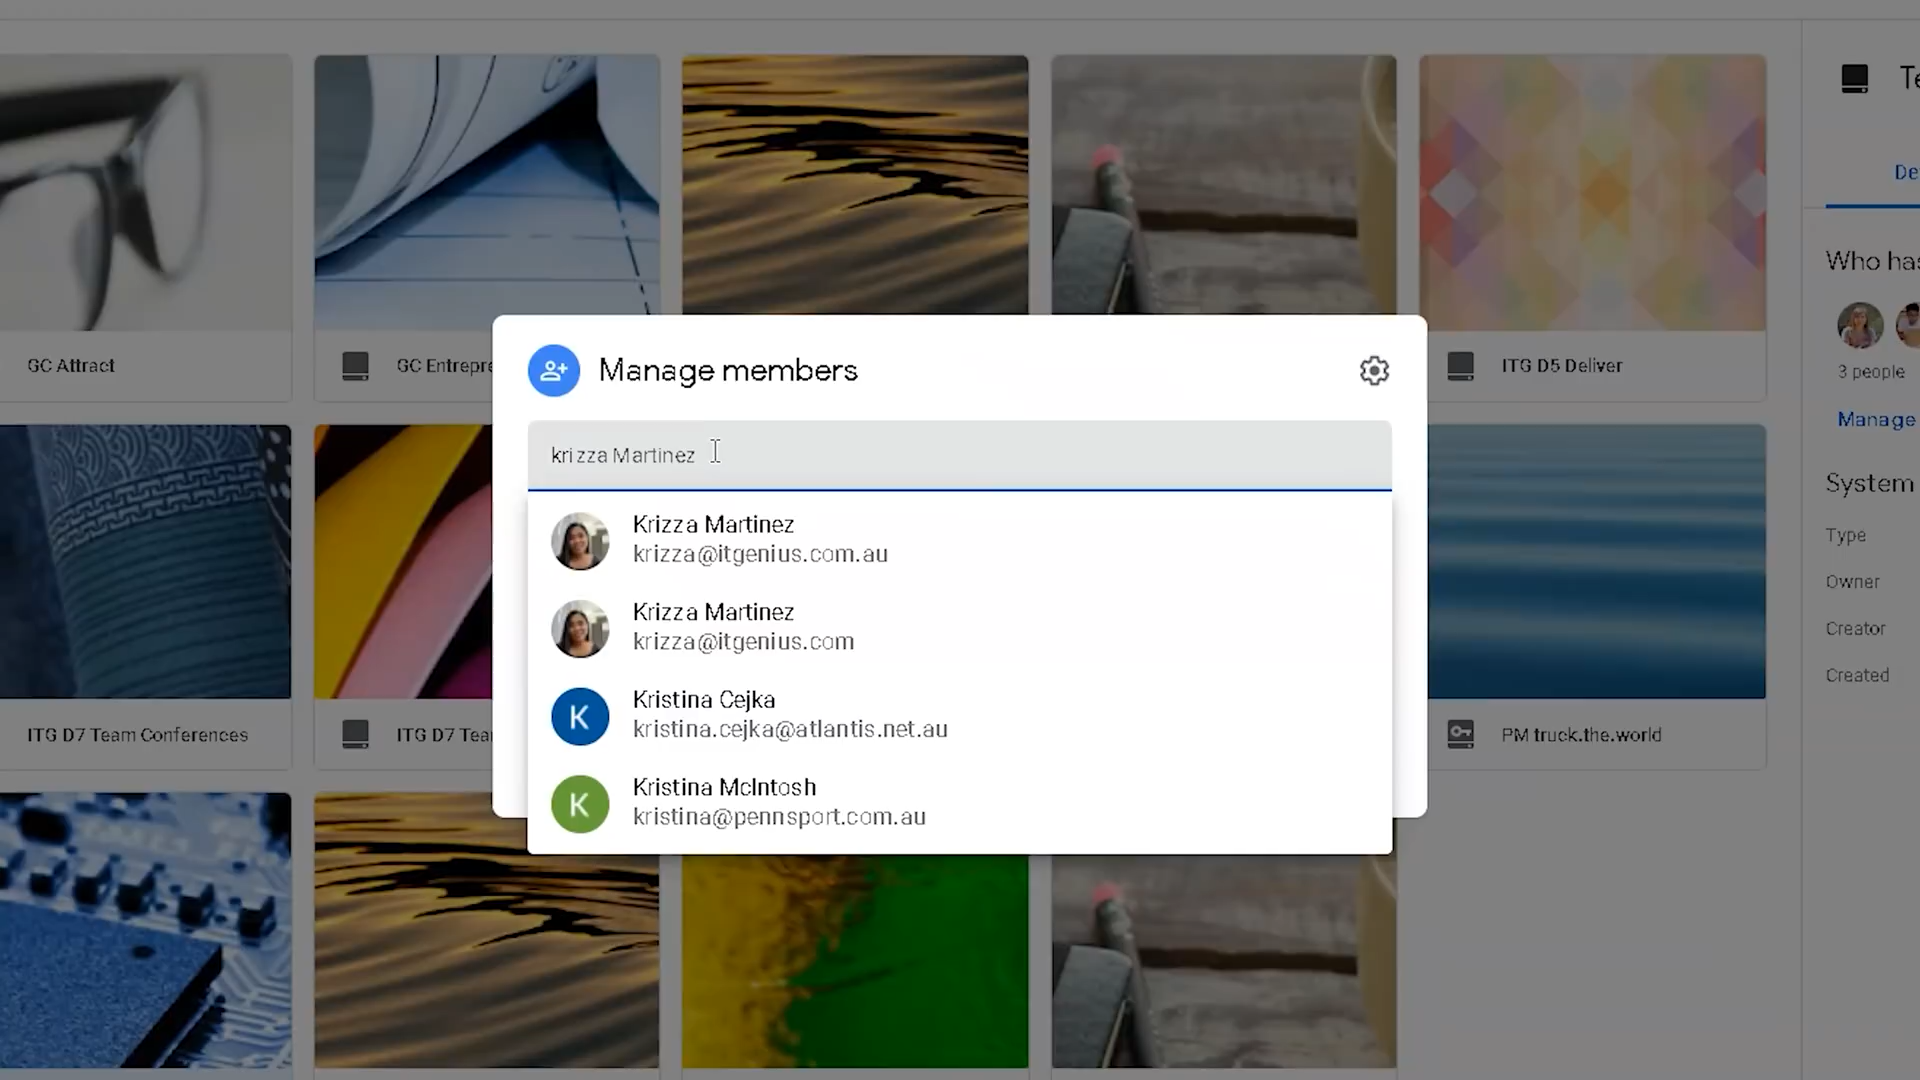 Te
De
Who has
3 people
Manage
System
Type
Owner
Creator
Created
GC Attract
GC Entrepre
ITG D5 Deliver
ITG D7 Team Conferences
ITG D7 Tea
PM truck.the.world
Manage members
krizza Martinez
Krizza Martinez
krizza@itgenius.com.au
Krizza Martinez
krizza@itgenius.com
Kristina Cejka
K
kristina.cejka@atlantis.net.au
Kristina McIntosh
K
kristina@pennsport.com.au